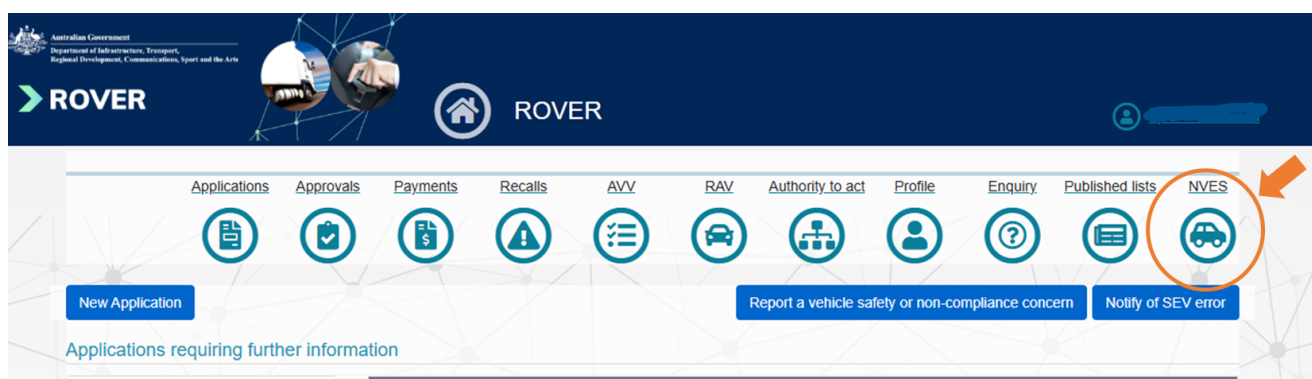 Australian Government
Department of Infrastructure, Transport,
Regional Development, Communications, Sport and the Arts
ROVER
ROVER
Applications Approvals Payments Recalls AVV RAV Authority to act Profile Enquiry Published lists NVES
New Application Report a vehicle safety or non-compliance concern Notify of SEV error
Applications requiring further information